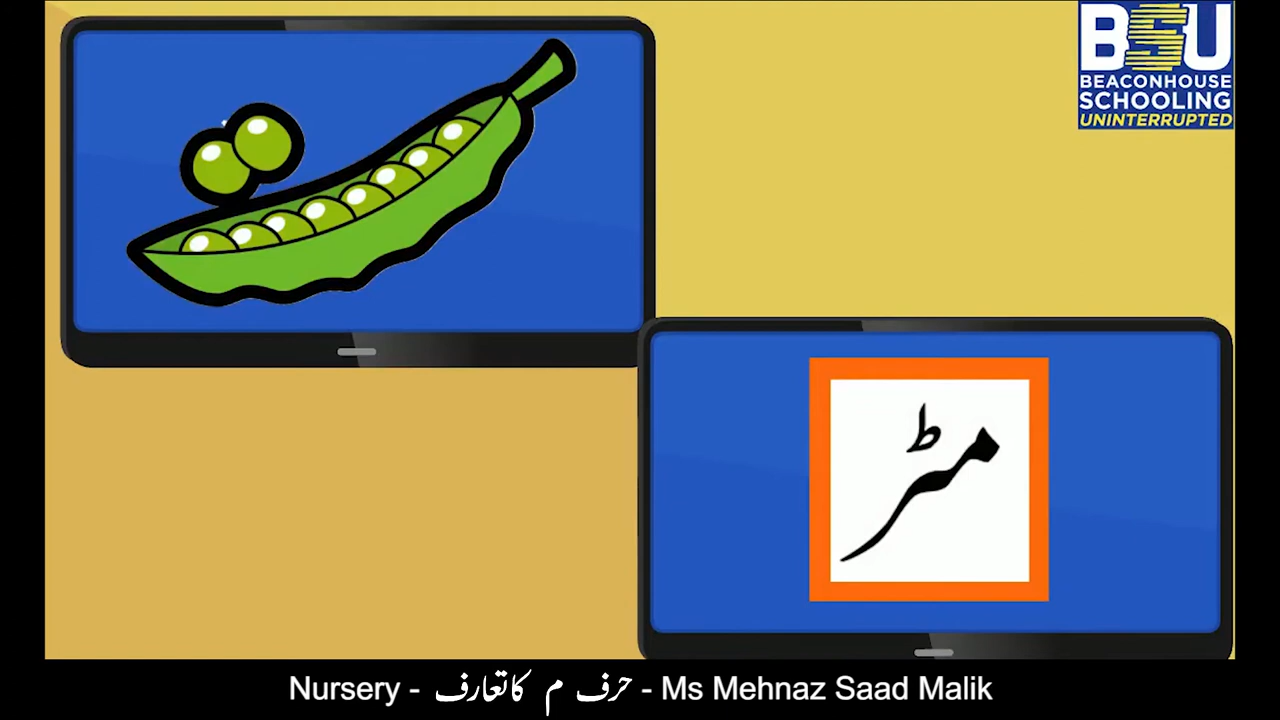 BSU
BEACONHOUSE
SCHOOLING
UNINTERRUPTED
مٹر
Nursery - حرف م کا تعارف - Ms Mehnaz Saad Malik